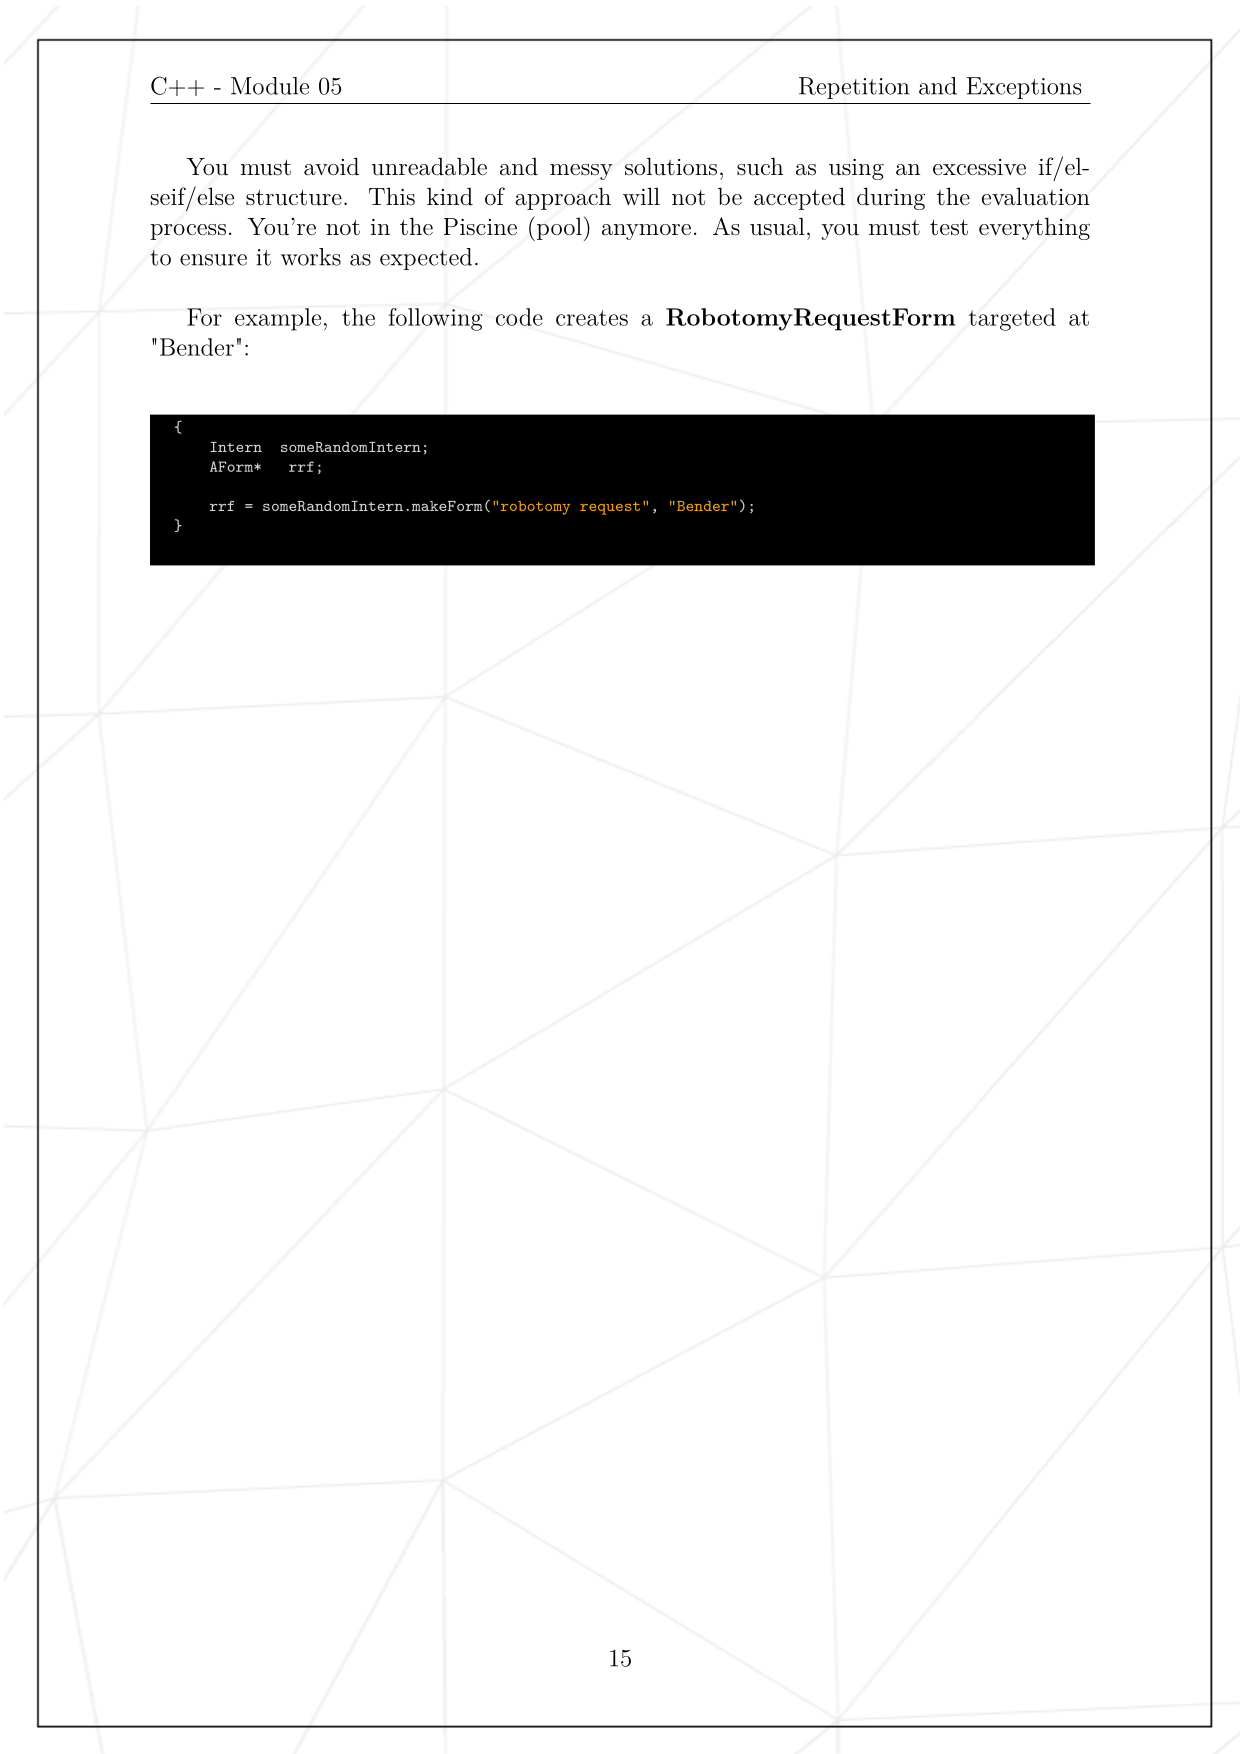 C++ - Module 05 Repetition and Exceptions
You must avoid unreadable and messy solutions, such as using an excessive if/el-
seif/else structure. This kind of approach will not be accepted during the evaluation
process. You're not in the Piscine (pool) anymore. As usual, you must test everything
to ensure it works as expected.
For example, the following code creates a RobotomyRequestForm targeted at
"Bender":
{
    Intern  someRandomIntern;
    AForm*   rrf;
    rrf = someRandomIntern.makeForm("robotomy request", "Bender");
}
15